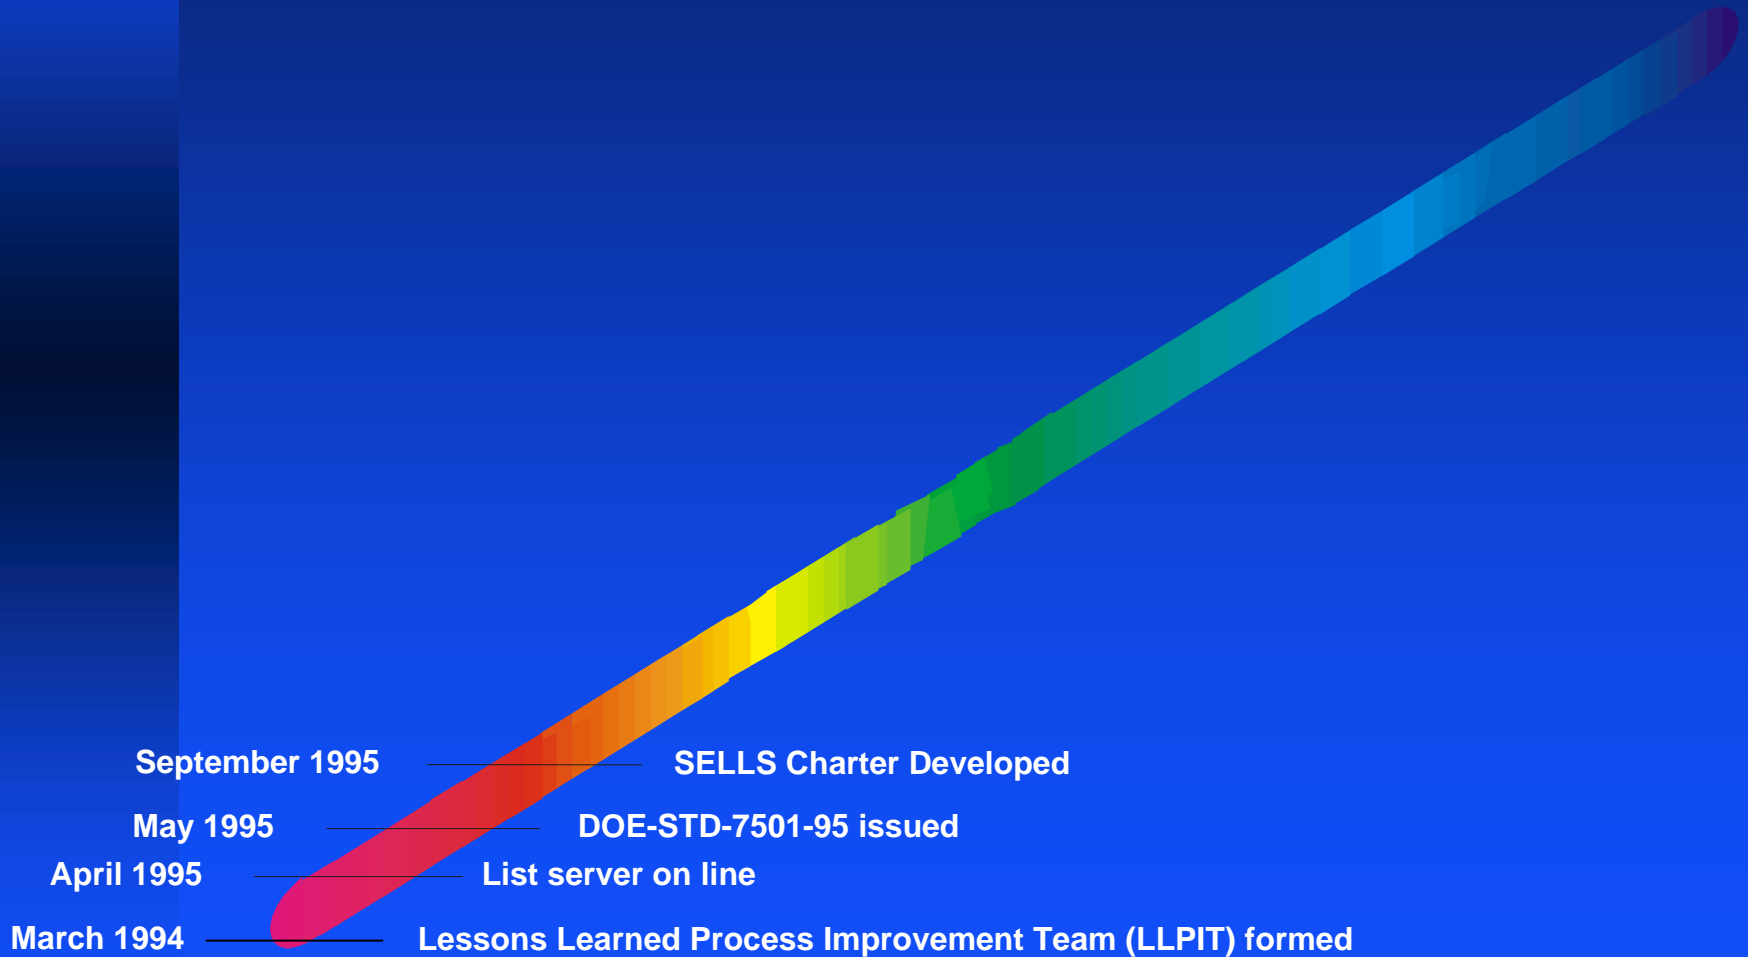 September 1995 SELLS Charter Developed
May 1995 DOE-STD-7501-95 issued
April 1995 List server on line
March 1994 Lessons Learned Process Improvement Team (LLPIT) formed